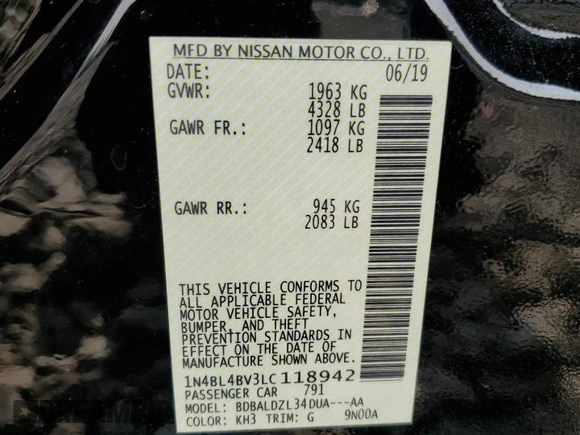 MFD BY NISSAN MOTOR CO., LTD.
DATE: 06/19
GVWR: 1963 KG
4328 LB
GAWR FR.: 1097 KG
2418 LB
GAWR RR.: 945 KG
2083 LB
THIS VEHICLE CONFORMS TO
ALL APPLICABLE FEDERAL
MOTOR VEHICLE SAFETY,
BUMPER, AND THEFT
PREVENTION STANDARDS IN
EFFECT ON THE DATE OF
MANUFACTURE SHOWN ABOVE.
1N4BL4BV3LC118942
PASSENGER CAR 791
MODEL: BDBALDZL34DUA---AA
COLOR: KH3 TRIM: G 9N00A